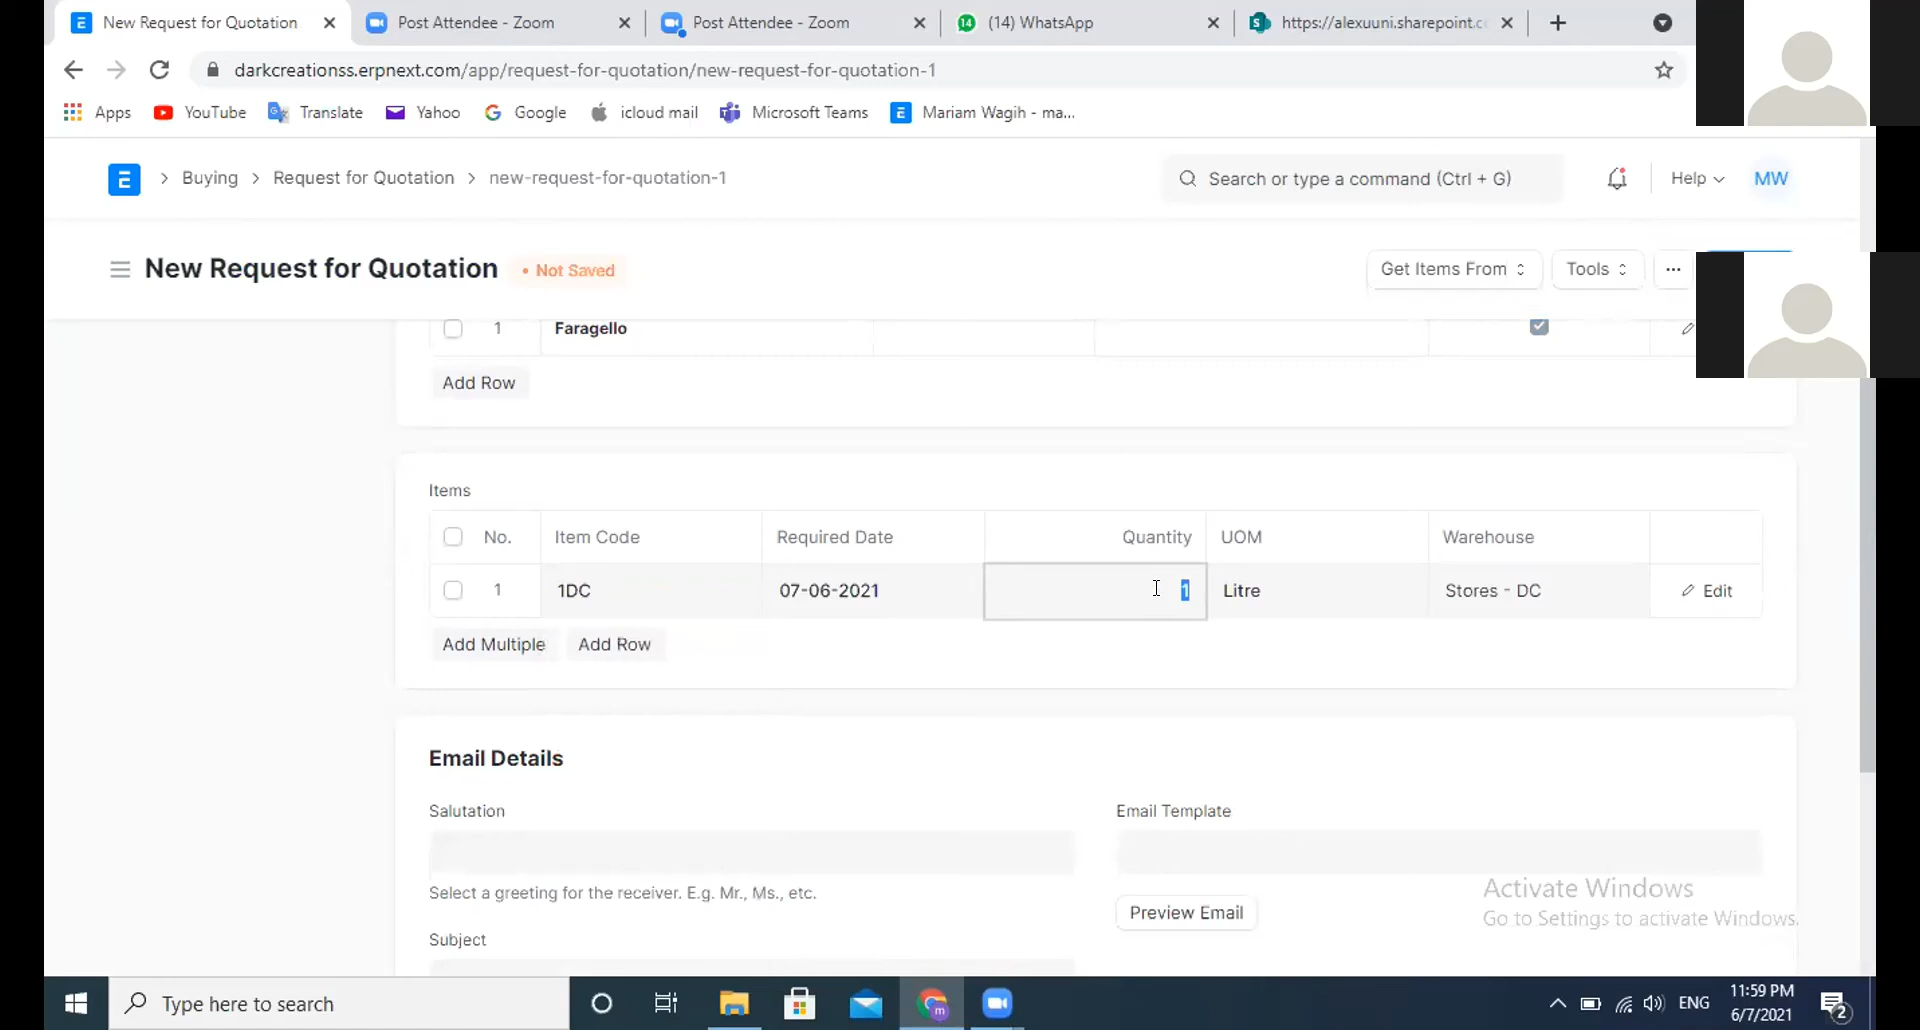 New Request for Quotation
Post Attendee - Zoom
Post Attendee - Zoom
14
(14) WhatsApp
S
https://alexuuni.sharepoint.c
darkcreationss.erpnext.com/app/request-for-quotation/new-request-for-quotation-1
Apps
YouTube
Translate
Yahoo
Google
icloud mail
Microsoft Teams
Mariam Wagih - ma...
Buying
Request for Quotation
new-request-for-quotation-1
Search or type a command (Ctrl + G)
Help
MW
New Request for Quotation
Not Saved
Get Items From
Tools
1 Faragello
Add Row
Items
No. Item Code Required Date Quantity UOM Warehouse
1 1DC 07-06-2021 1 Litre Stores - DC Edit
Add Multiple
Add Row
Email Details
Salutation
Email Template
Select a greeting for the receiver. E.g. Mr., Ms., etc.
Preview Email
Subject
Activate Windows
Go to Settings to activate Windows.
Type here to search
m
ENG
11:59 PM
6/7/2021
2